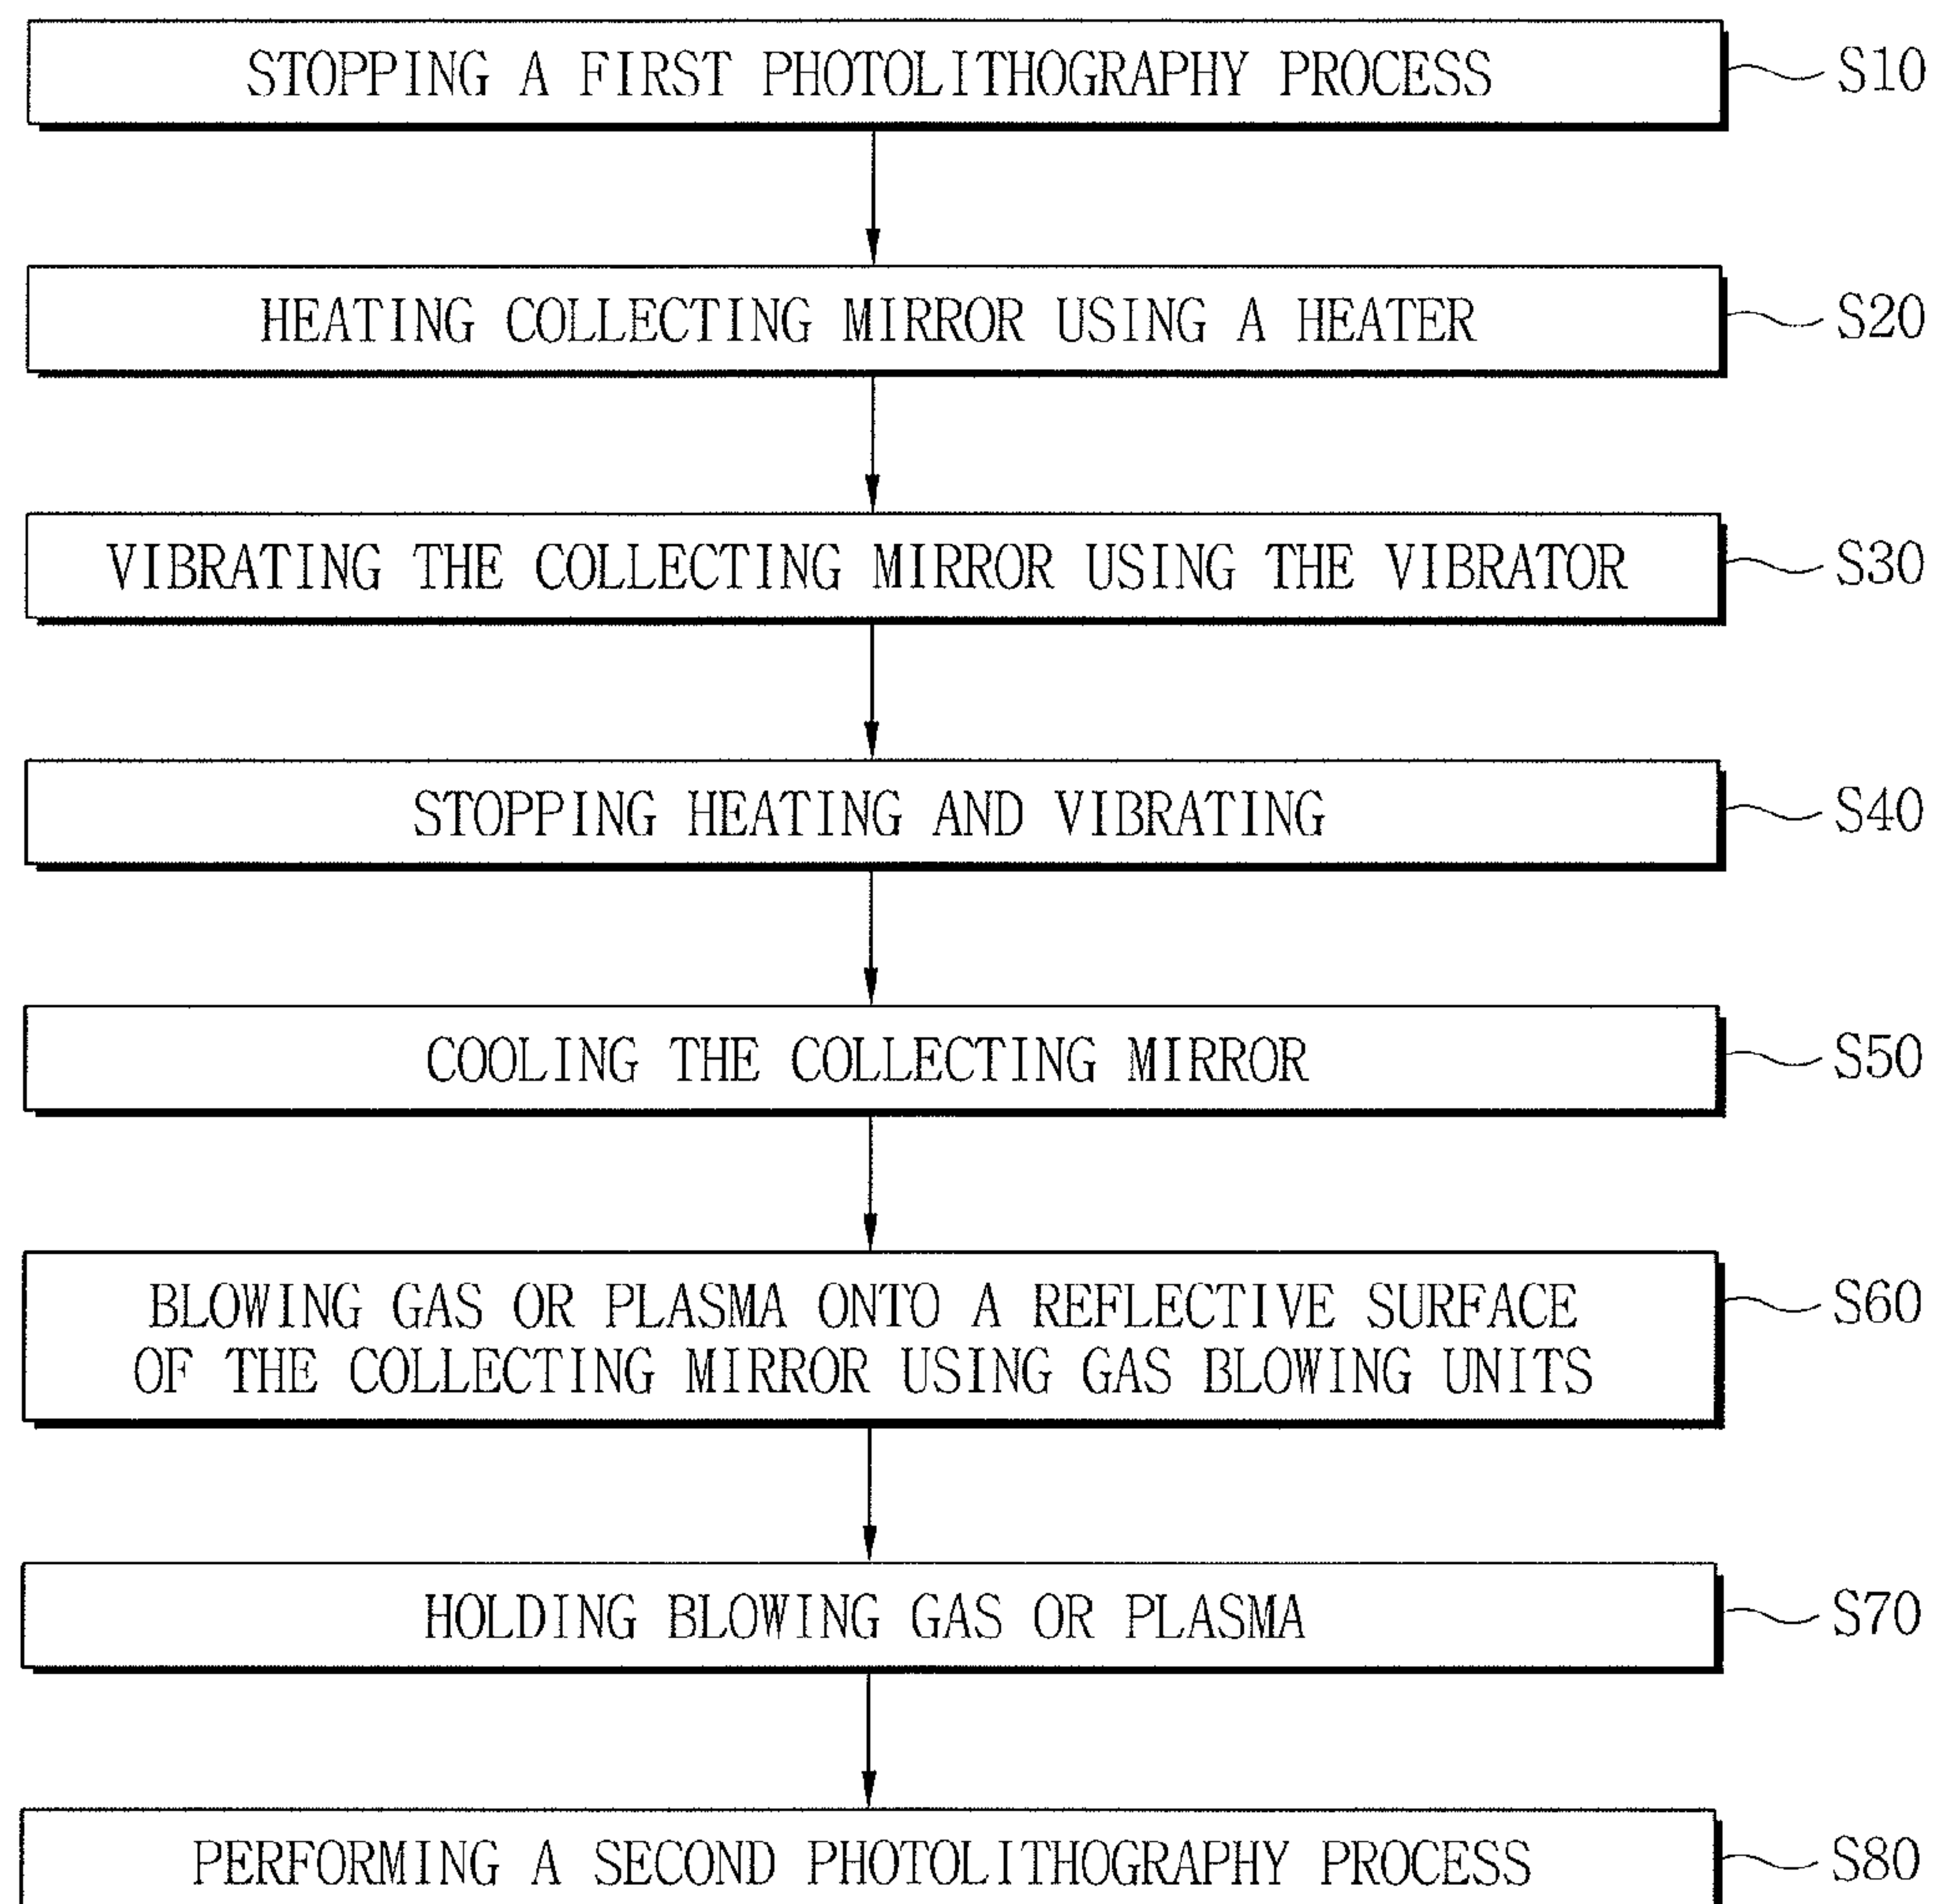 STOPPING A FIRST PHOTOLITHOGRAPHY PROCESS S10
HEATING COLLECTING MIRROR USING A HEATER S20
VIBRATING THE COLLECTING MIRROR USING THE VIBRATOR S30
STOPPING HEATING AND VIBRATING S40
COOLING THE COLLECTING MIRROR S50
BLOWING GAS OR PLASMA ONTO A REFLECTIVE SURFACE S60
OF THE COLLECTING MIRROR USING GAS BLOWING UNITS
HOLDING BLOWING GAS OR PLASMA S70
PERFORMING A SECOND PHOTOLITHOGRAPHY PROCESS S80